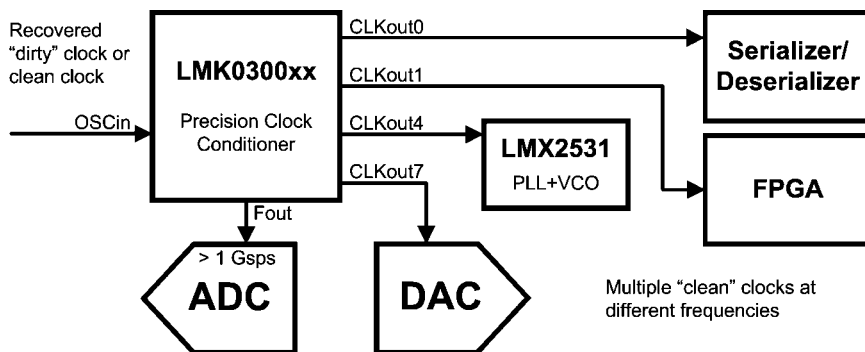 Recovered
“dirty” clock or
clean clock
OSCin
LMK0300xx
Precision Clock
Conditioner
CLKout0
CLKout1
CLKout4
CLKout7
Fout
Serializer/
Deserializer
LMX2531
PLL+VCO
FPGA
> 1 Gsps
ADC
DAC
Multiple “clean” clocks at
different frequencies